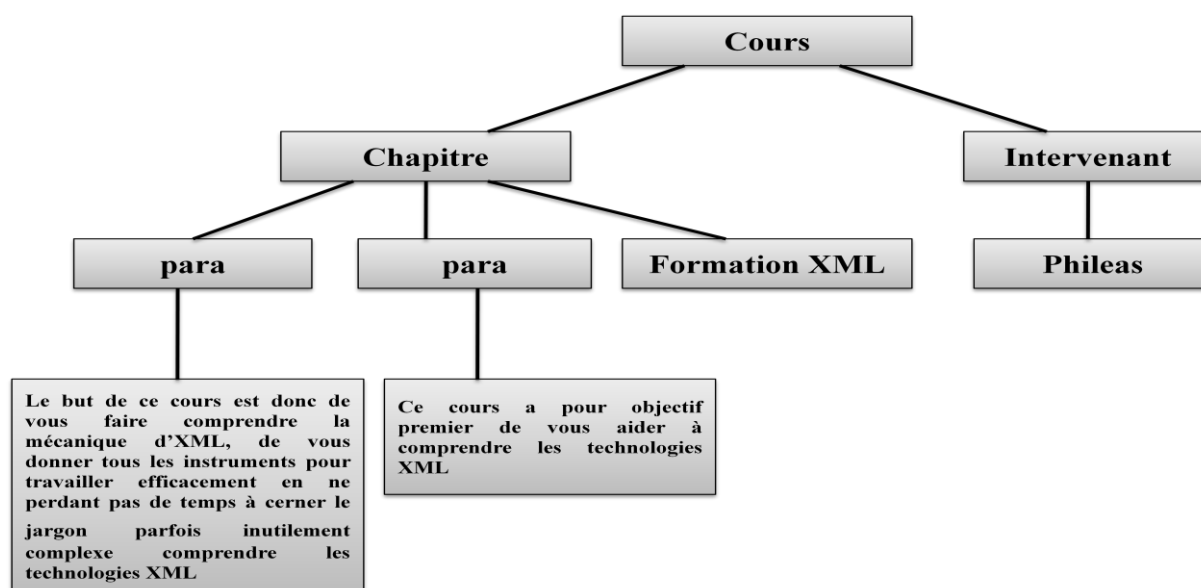 Cours
Chapitre
Intervenant
para
para
Formation XML
Phileas
Le but de ce cours est donc de
vous faire comprendre la
mécanique d’XML, de vous
donner tous les instruments pour
travailler efficacement en ne
perdant pas de temps à cerner le
jargon parfois inutilement
complexe comprendre les
technologies XML
Ce cours a pour objectif
premier de vous aider à
comprendre les technologies
XML